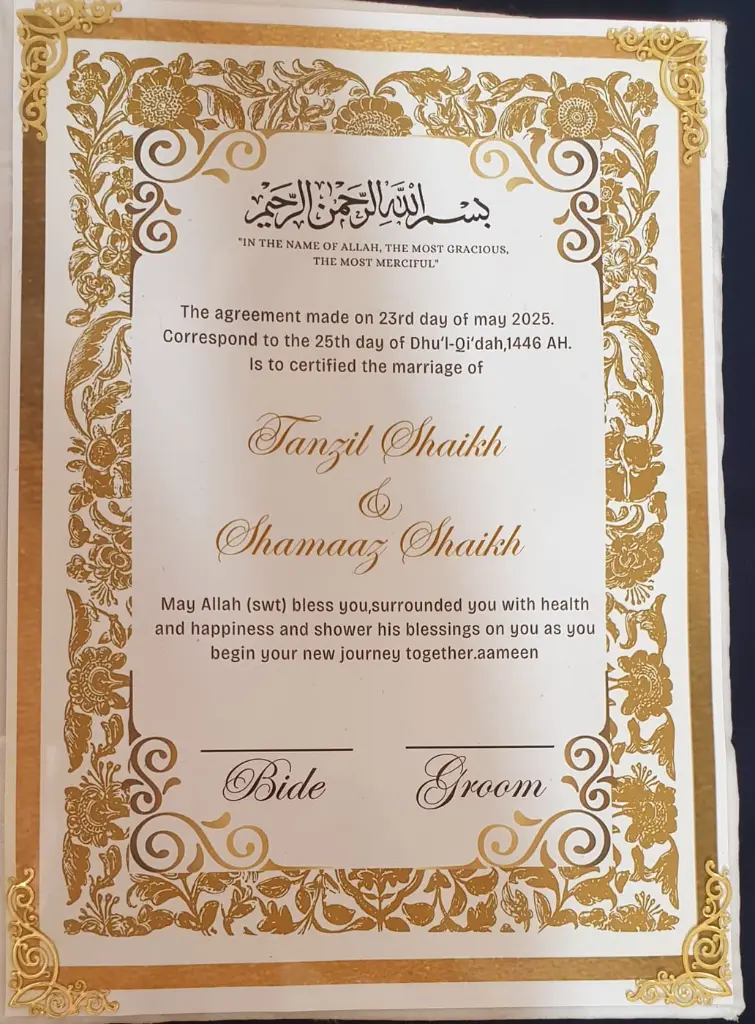 بسم الله الرحمن الرحيم
"IN THE NAME OF ALLAH, THE MOST GRACIOUS,
THE MOST MERCIFUL"
The agreement made on 23rd day of may 2025.
Correspond to the 25th day of Dhu‘l-Qi‘dah,1446 AH.
Is to certified the marriage of
Tanzil Shaikh
&
Shamaaz Shaikh
May Allah (swt) bless you,surrounded you with health
and happiness and shower his blessings on you as you
begin your new journey together.aameen
Bide Groom